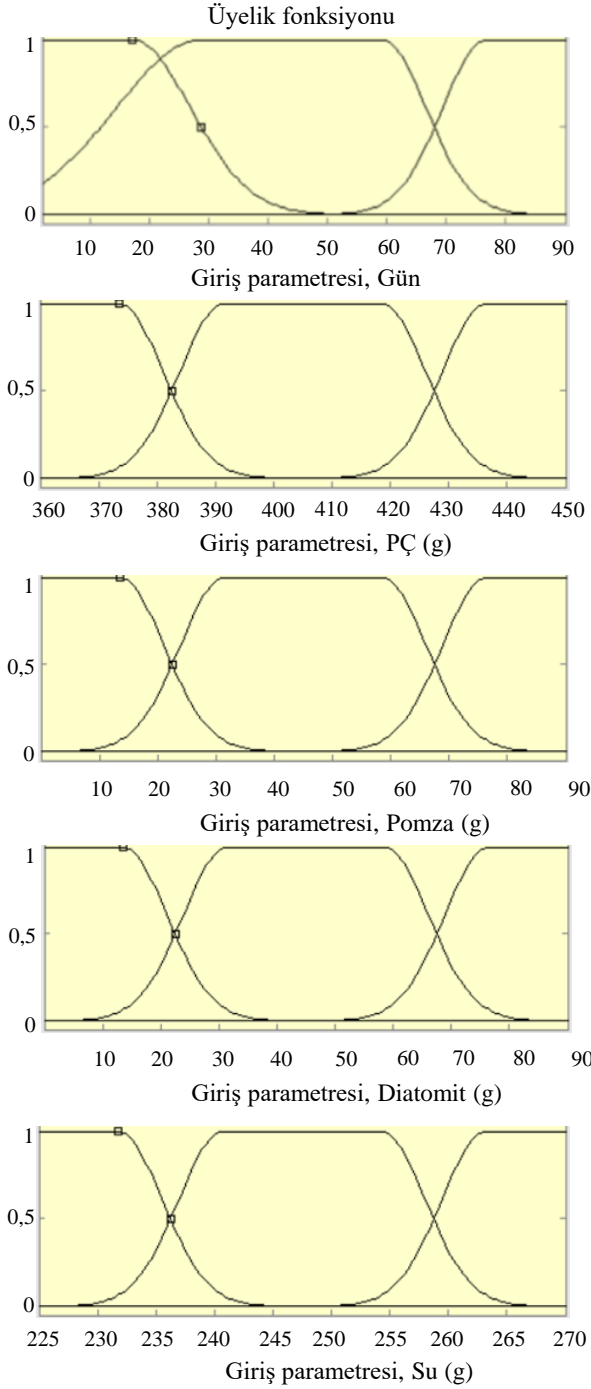 Üyelik fonksiyonu
1
0,5
0
10 20 30 40 50 60 70 80 90
Giriş parametresi, Gün
1
0,5
0
360 370 380 390 400 410 420 430 440 450
Giriş parametresi, PÇ (g)
1
0,5
0
10 20 30 40 50 60 70 80 90
Giriş parametresi, Pomza (g)
1
0,5
0
10 20 30 40 50 60 70 80 90
Giriş parametresi, Diatomit (g)
1
0,5
0
225 230 235 240 245 250 255 260 265 270
Giriş parametresi, Su (g)